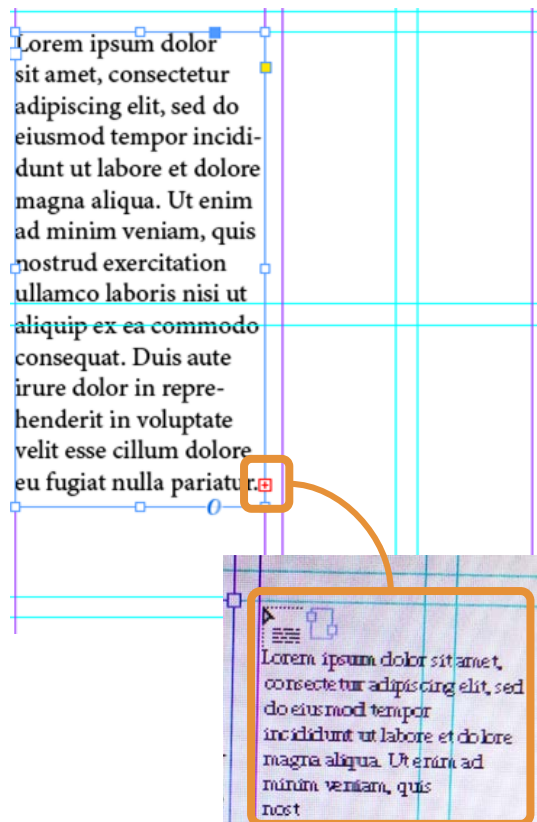 Lorem ipsum dolor
sit amet, consectetur
adipiscing elit, sed do
eiusmod tempor incidi-
dunt ut labore et dolore
magna aliqua. Ut enim
ad minim veniam, quis
nostrud exercitation
ullamco laboris nisi ut
aliquip ex ea commodo
consequat. Duis aute
irure dolor in repre-
henderit in voluptate
velit esse cillum dolore
eu fugiat nulla pariatur.
Lorem ipsum dolor sit amet,
consectetur adipiscing elit, sed
do eiusmod tempor
incididunt ut labore et dolore
magna aliqua. Ut enim ad
minim veniam, quis
nost